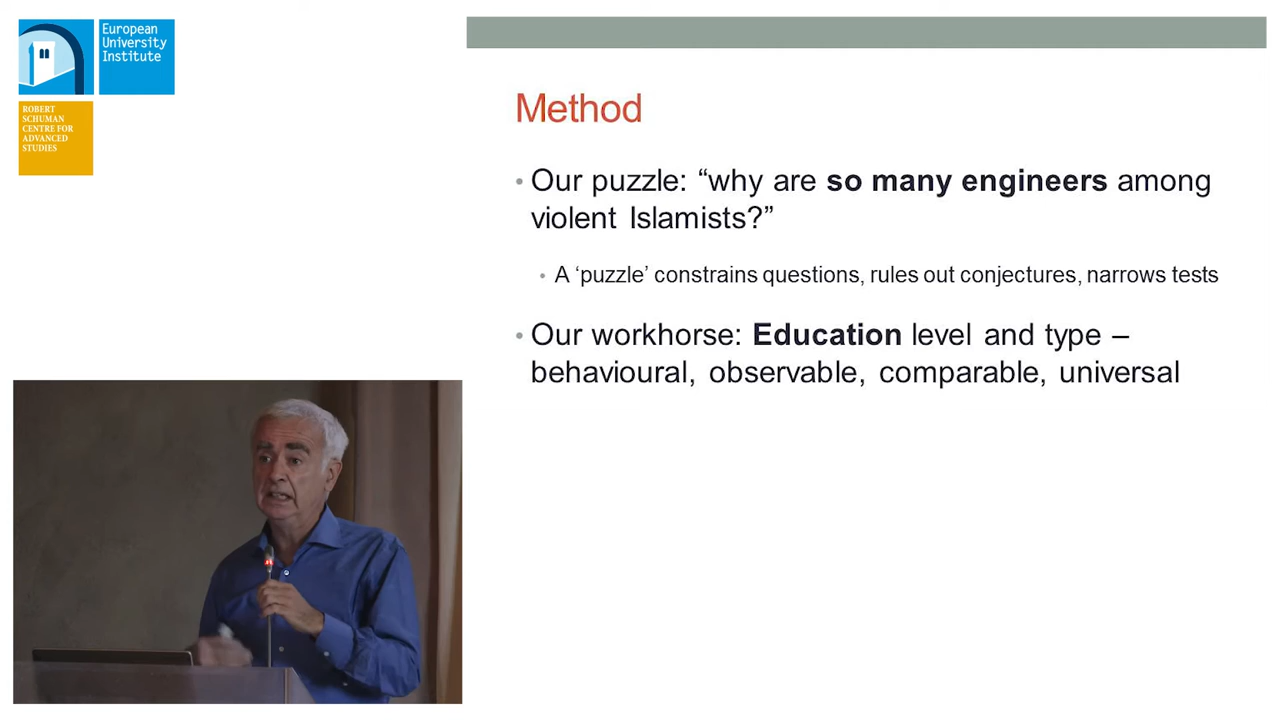 European
University
Institute
ROBERT
SCHUMAN
CENTRE FOR
ADVANCED
STUDIES
Method
• Our puzzle: “why are so many engineers among
violent Islamists?”
• A ‘puzzle’ constrains questions, rules out conjectures, narrows tests
• Our workhorse: Education level and type –
behavioural, observable, comparable, universal